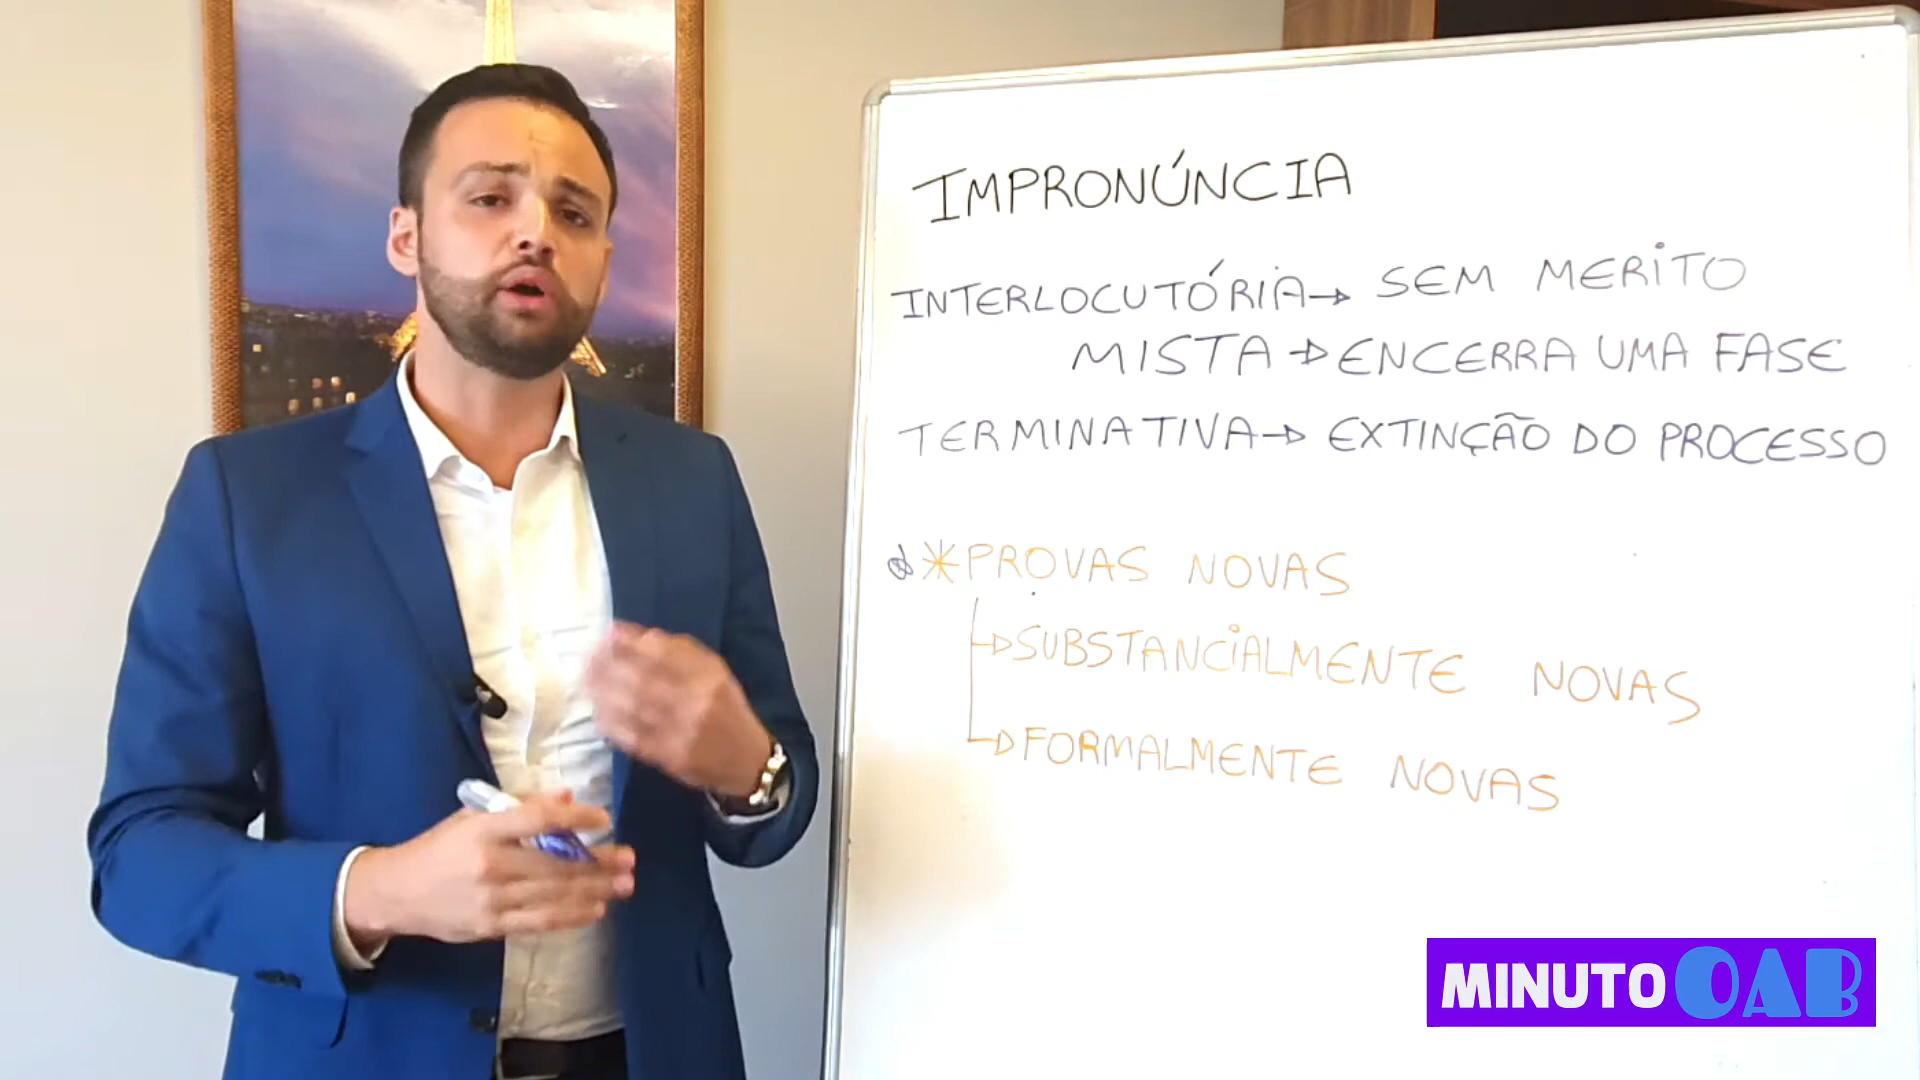 IMPRONÚNCIA
INTERLOCUTÓRIA → SEM MERITO
MISTA → ENCERRA UMA FASE
TERMINATIVA → EXTINÇÃO DO PROCESSO
* PROVAS NOVAS
→ SUBSTANCIALMENTE NOVAS
→ FORMALMENTE NOVAS
MINUTO OAB